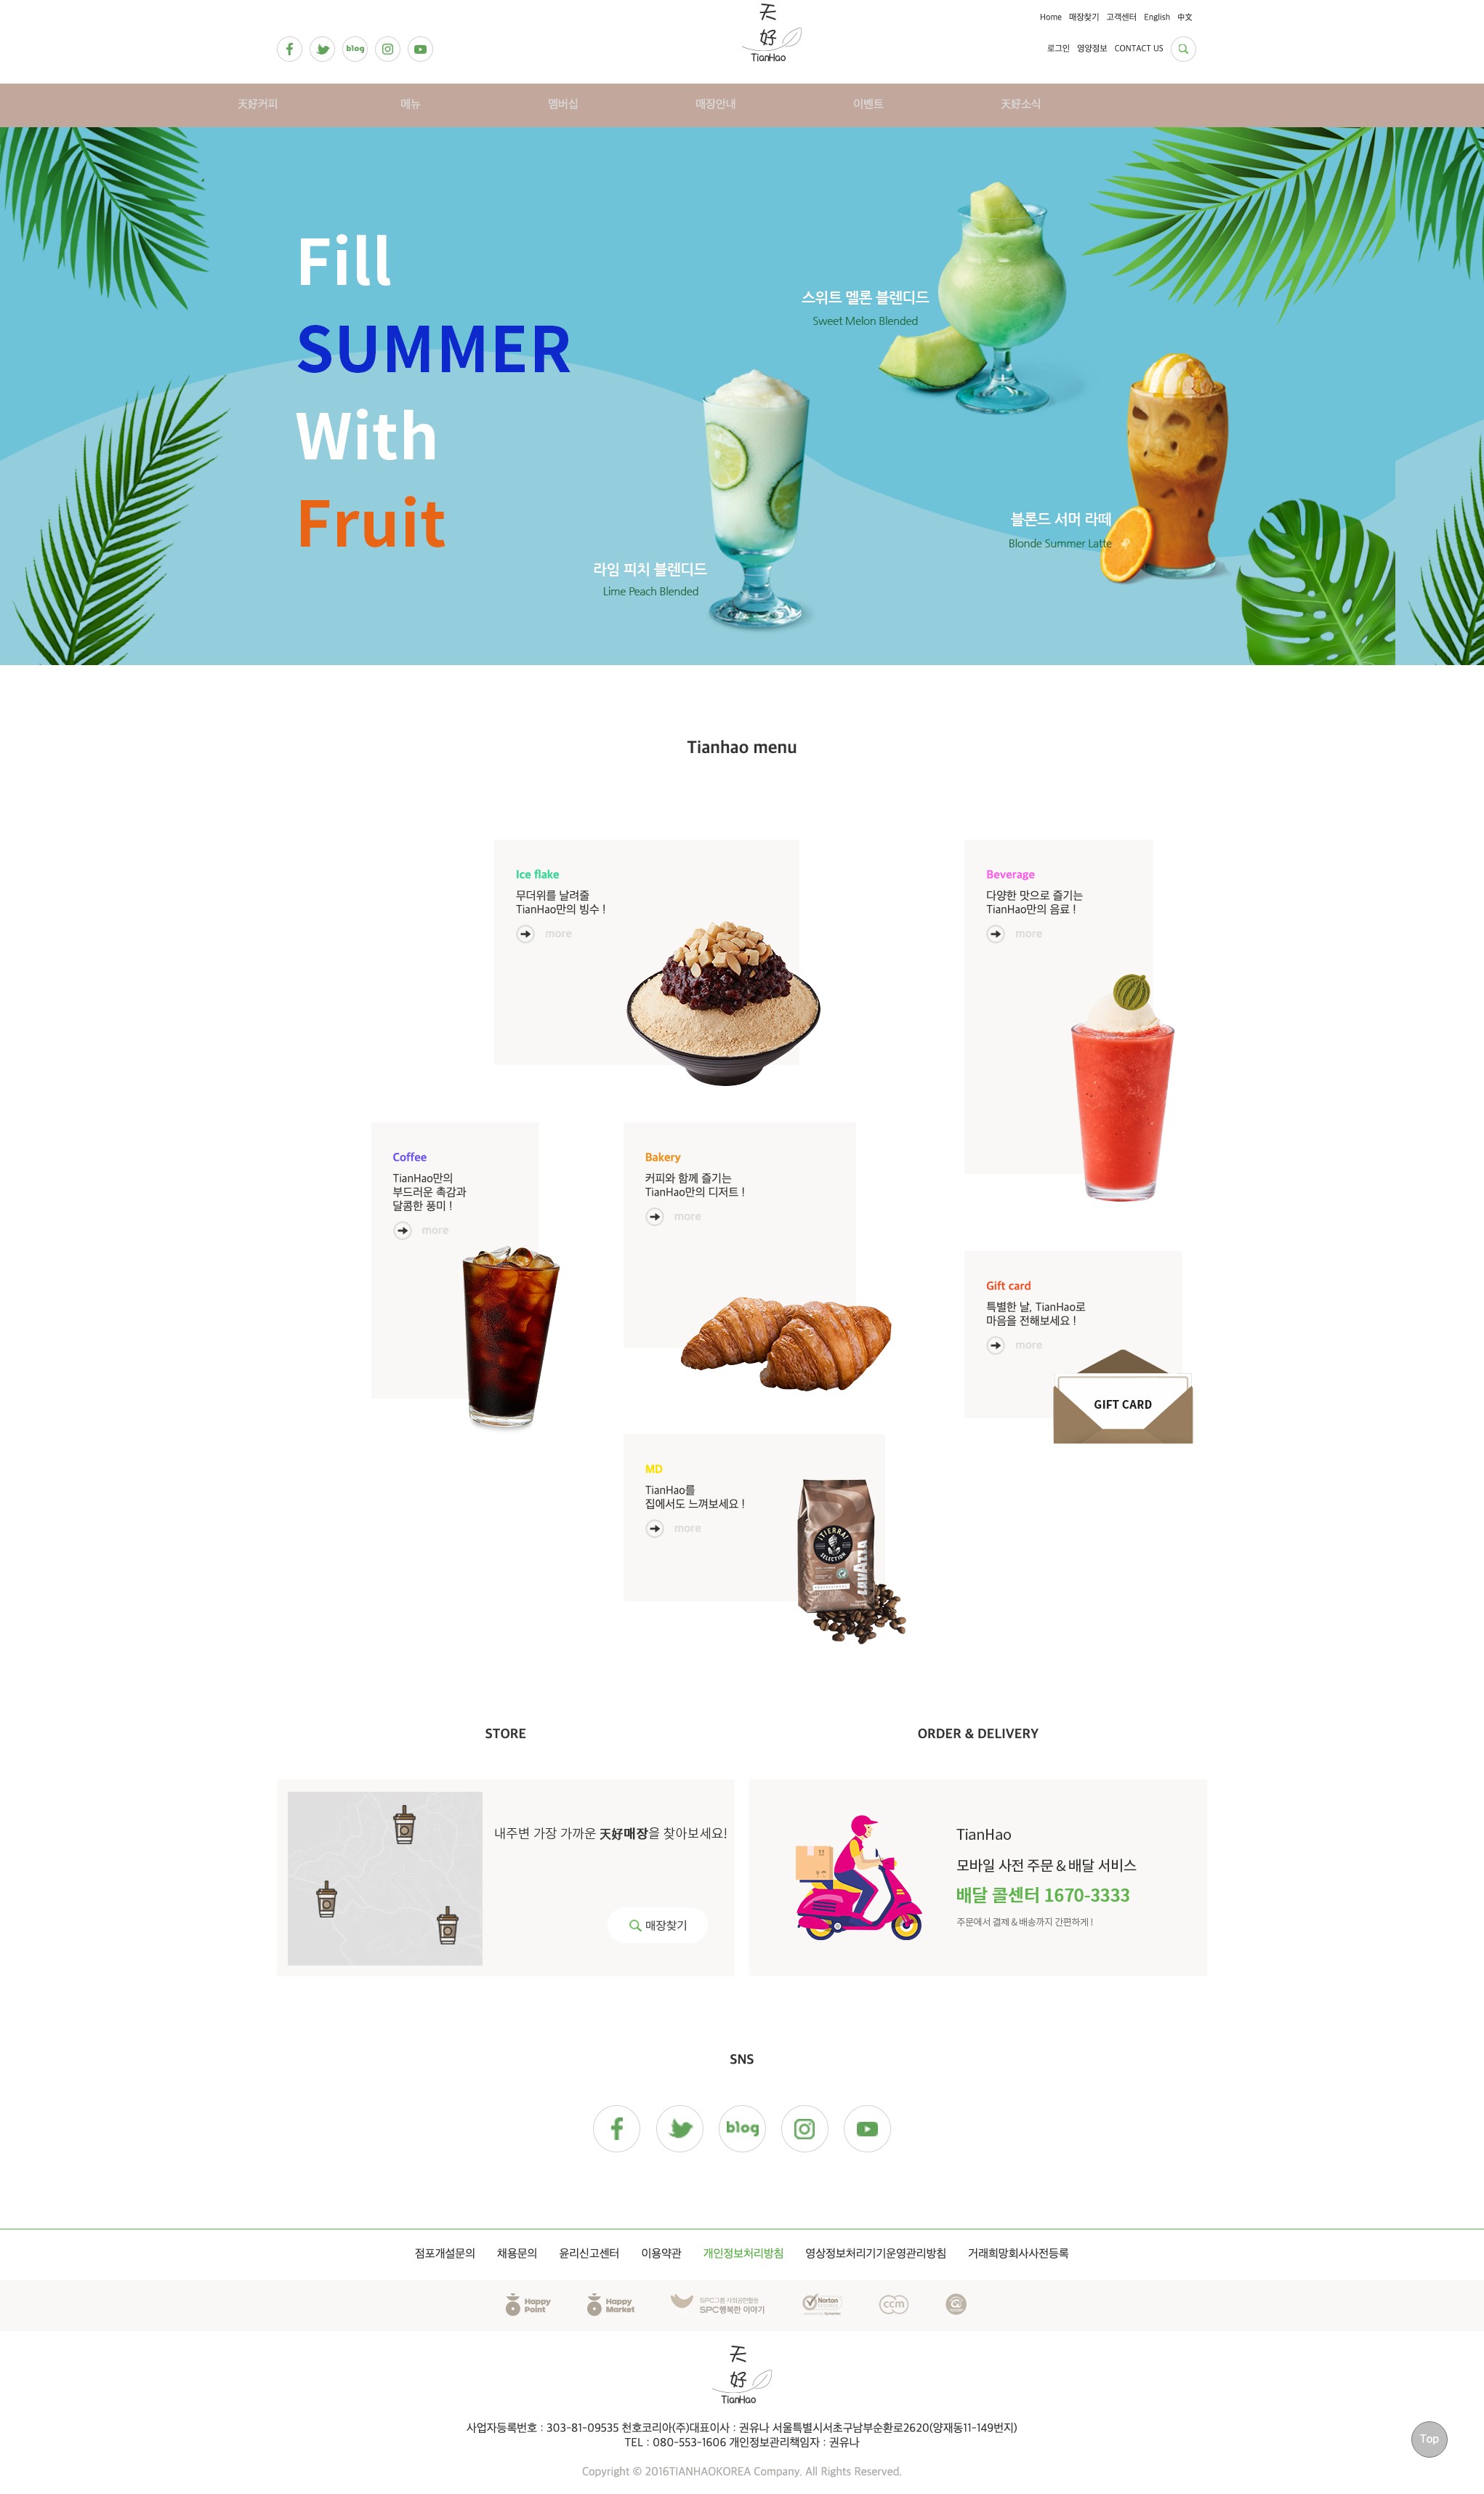 天
好
TianHao
Home 매장찾기 고객센터 English 中文
blog
로그인 영양정보 CONTACT US
天好커피 메뉴 멤버십 매장안내 이벤트 天好소식
Fill
SUMMER
With
Fruit
스위트 멜론 블렌디드
Sweet Melon Blended
블론드 서머 라떼
Blonde Summer Latte
라임 피치 블렌디드
Lime Peach Blended
Tianhao menu
Ice flake
무더위를 날려줄
TianHao만의 빙수 !
more
Beverage
다양한 맛으로 즐기는
TianHao만의 음료 !
more
Coffee
TianHao만의
부드러운 촉감과
달콤한 풍미 !
more
Bakery
커피와 함께 즐기는
TianHao만의 디저트 !
more
Gift card
특별한 날, TianHao로
마음을 전해보세요 !
more
GIFT CARD
MD
TianHao를
집에서도 느껴보세요 !
more
¡TIERRA!
SELECTION
LAVAZZA
STORE
ORDER & DELIVERY
내주변 가장 가까운 天好매장을 찾아보세요!
매장찾기
TianHao
모바일 사전 주문 & 배달 서비스
배달 콜센터 1670-3333
주문에서 결제 & 배송까지 간편하게 !
SNS
blog
점포개설문의 채용문의 윤리신고센터 이용약관 개인정보처리방침 영상정보처리기기운영관리방침 거래희망회사사전등록
Happy Point
Happy Market
SPC그룹 사회공헌활동
SPC행복한 이야기
Norton
ccm
天
好
TianHao
사업자등록번호 : 303-81-09535 천호코리아(주)대표이사 : 권유나 서울특별시서초구남부순환로2620(양재동11-149번지)
TEL : 080-553-1606 개인정보관리책임자 : 권유나
Top
Copyright © 2016TIANHAOKOREA Company. All Rights Reserved.